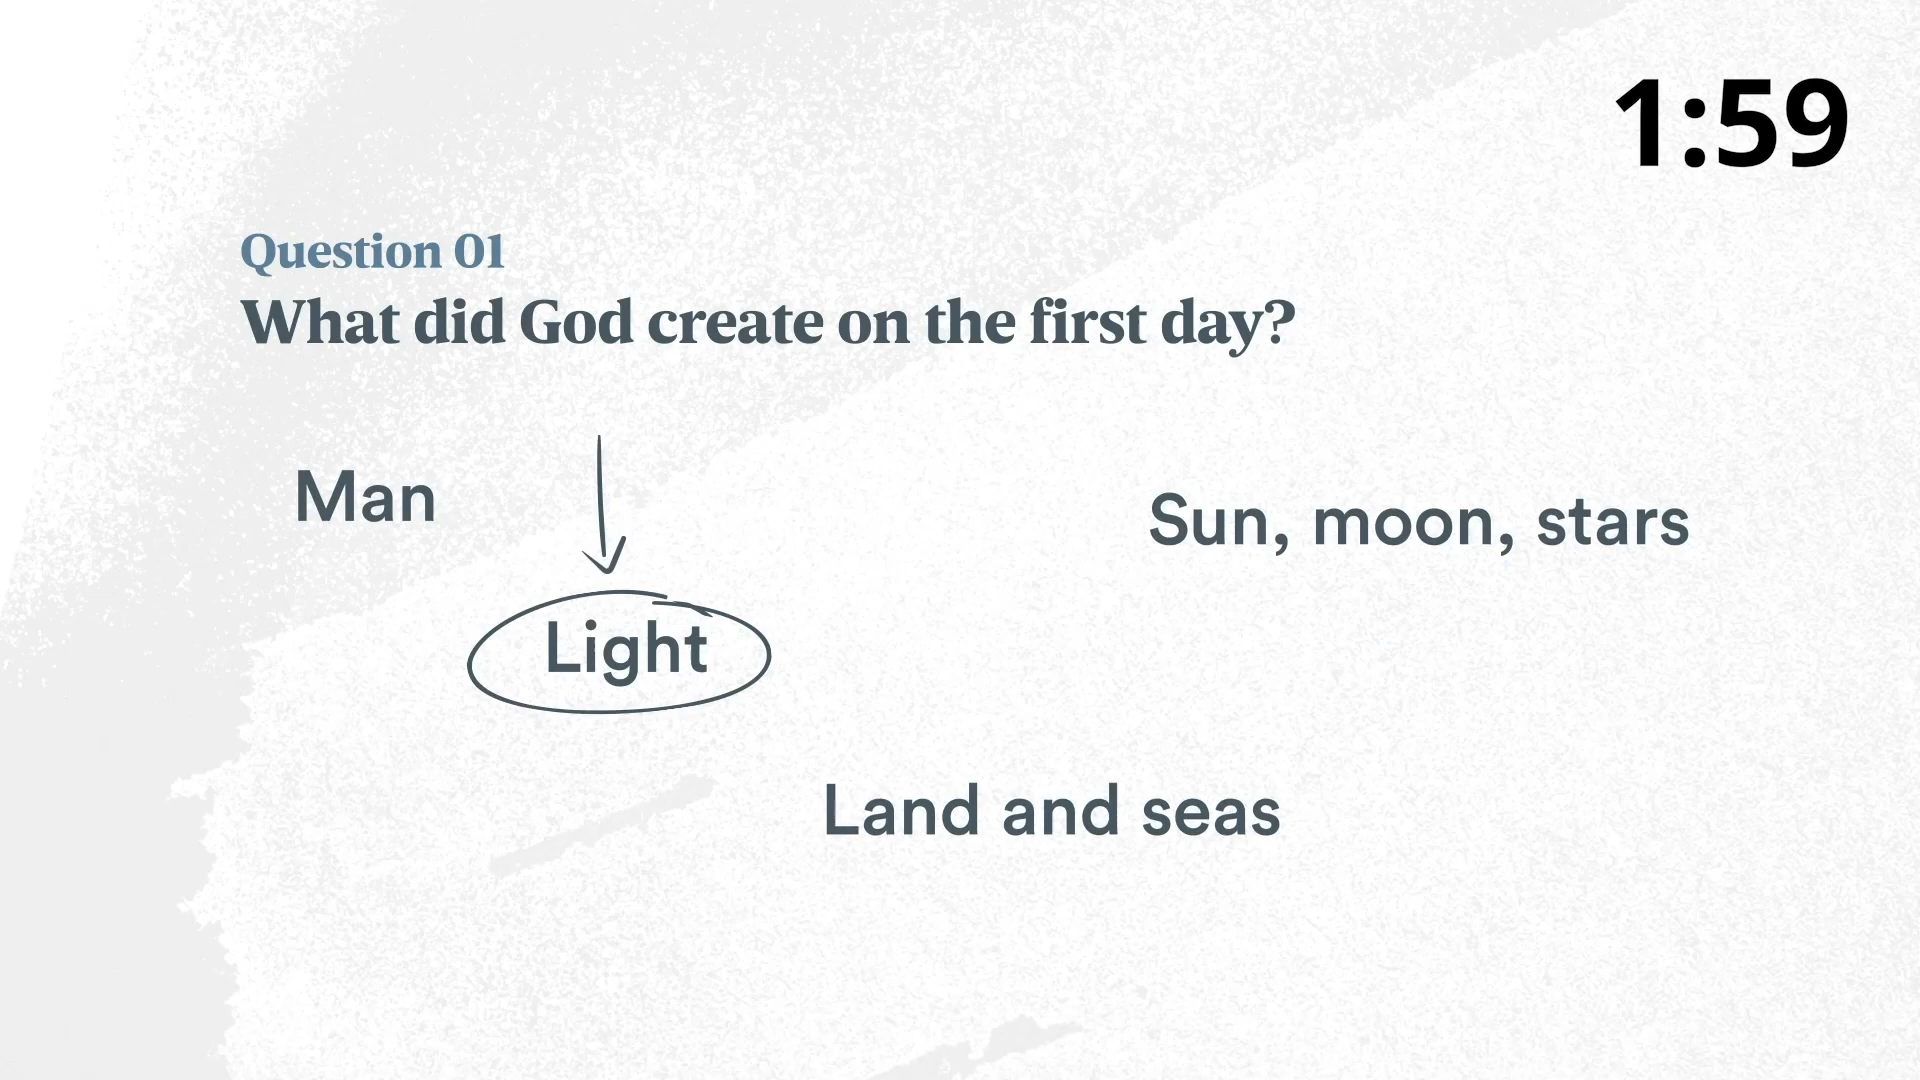 1:59
Question 01
What did God create on the first day?
Man
Sun, moon, stars
Light
Land and seas